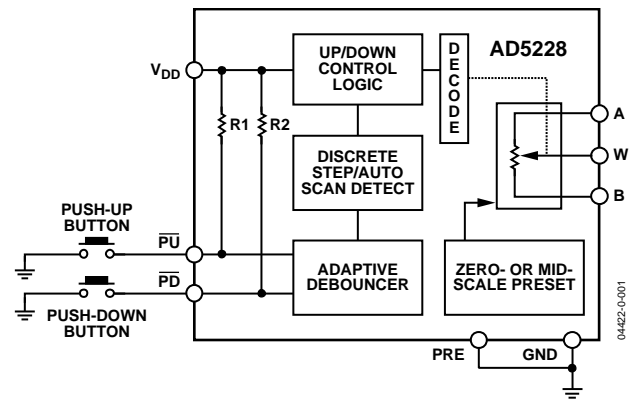 AD5228
V_DD
UP/DOWN
CONTROL
LOGIC
D
E
C
O
D
E
A
W
B
R1
R2
DISCRETE
STEP/AUTO
SCAN DETECT
PUSH-UP
BUTTON
PU
PD
PUSH-DOWN
BUTTON
ADAPTIVE
DEBOUNCER
ZERO- OR MID-
SCALE PRESET
PRE
GND
04422-0-001